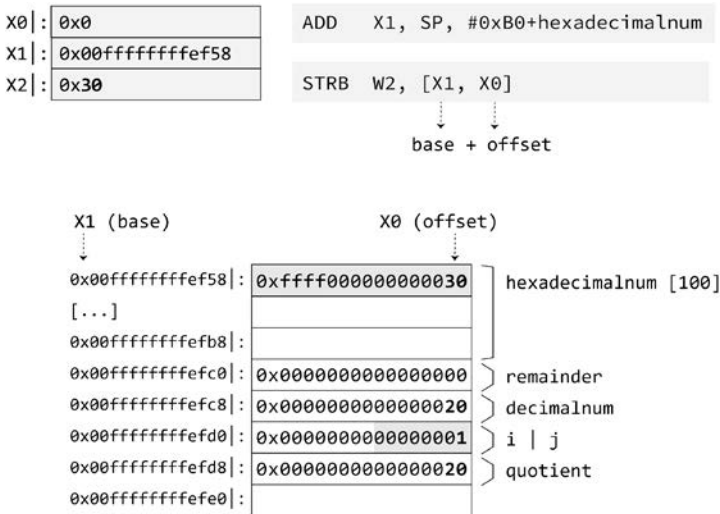 X0|: 0x0
ADD X1, SP, #0xB0+hexadecimalnum
X1|: 0x00ffffffffef58
X2|: 0x30
STRB W2, [X1, X0]
base + offset
X1 (base) X0 (offset)
0x00ffffffffef58|: 0xffff000000000030 hexadecimalnum [100]
[...]
0x00ffffffffefb8|:
0x00ffffffffefc0|: 0x0000000000000000 remainder
0x00ffffffffefc8|: 0x0000000000000020 decimalnum
0x00ffffffffefd0|: 0x0000000000000001 i | j
0x00ffffffffefd8|: 0x0000000000000020 quotient
0x00ffffffffefe0|: